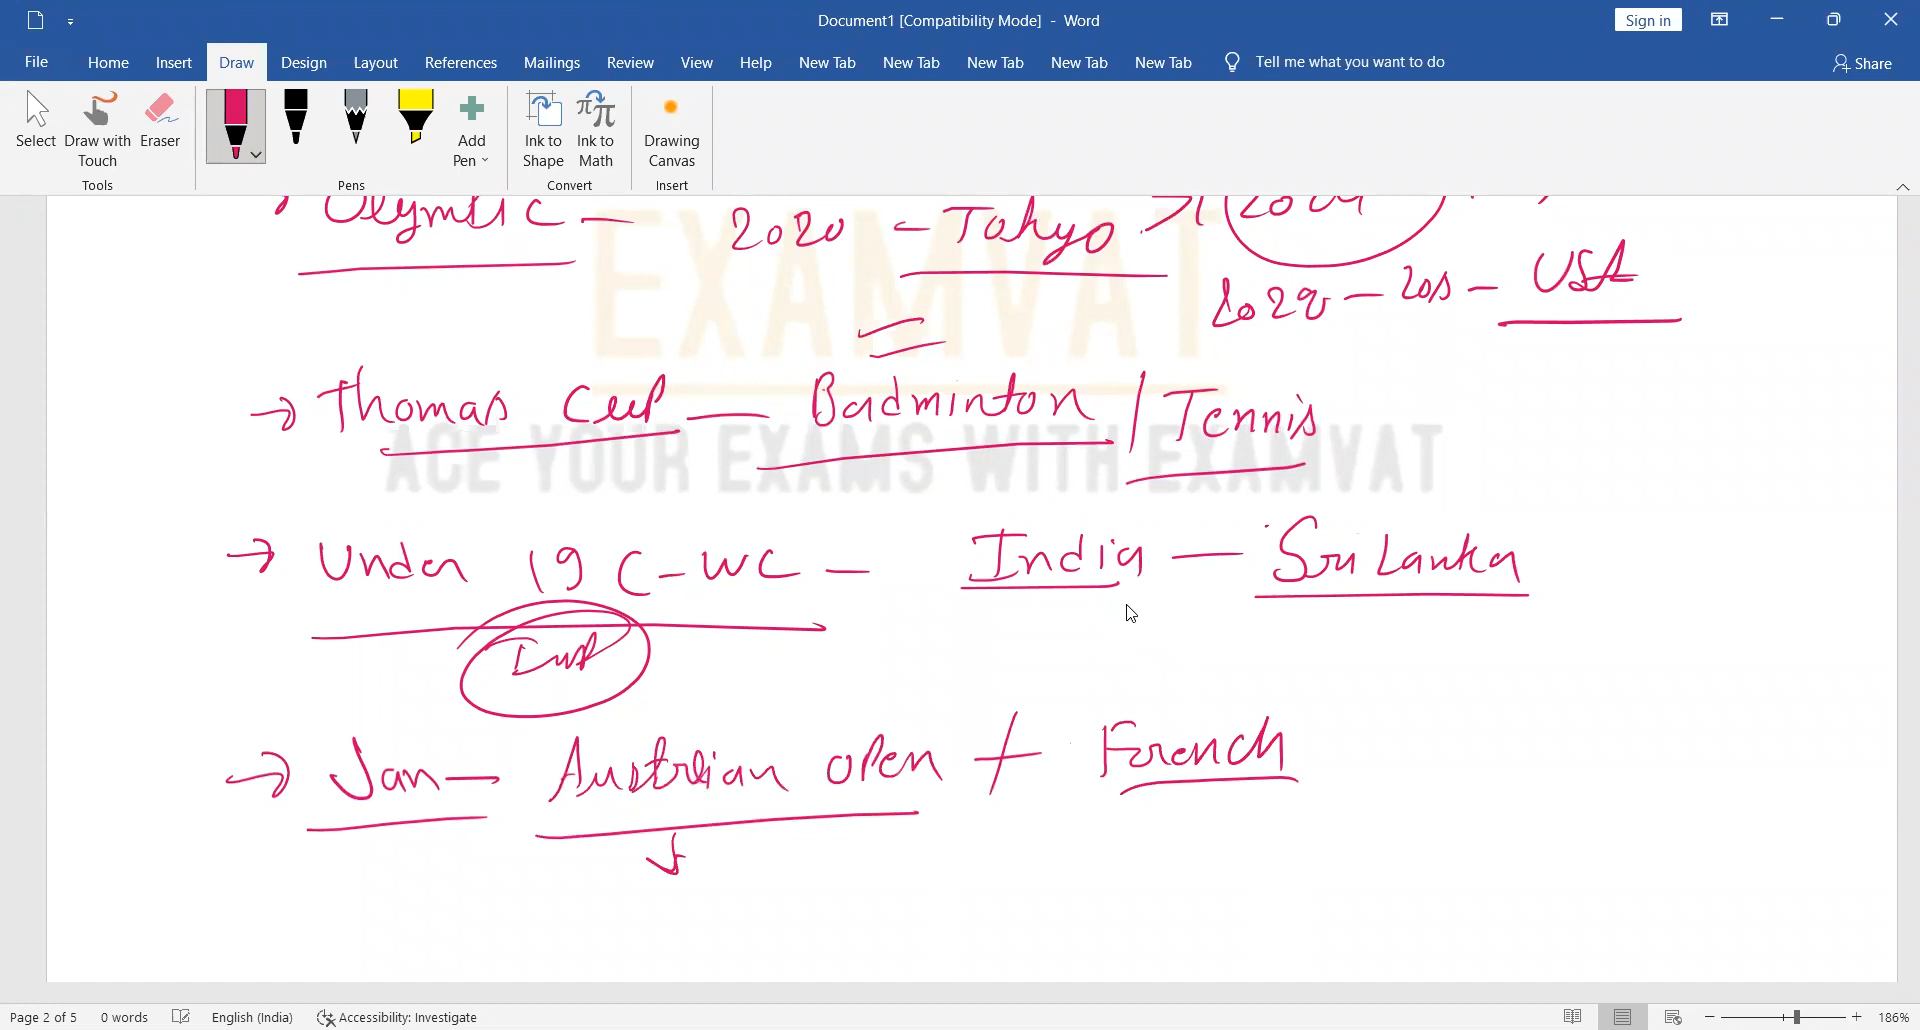 Document1 [Compatibility Mode] - Word
Sign in
File Home Insert Draw Design Layout References Mailings Review View Help New Tab New Tab New Tab New Tab New Tab Tell me what you want to do Share
Select Draw with Touch Eraser Add Pen Ink to Shape Ink to Math Drawing Canvas
Tools Pens Convert Insert
EXAMVAT
ACE YOUR EXAMS WITH EXAMVAT
Olymtic - 2020 - Tokyo
2028 - Los - USA
Thomas Cup - Badminton / Tennis
Under 19 C-WC - India - Sri Lanka
Imp
Jan - Austrlian open + French
Page 2 of 5 0 words English (India) Accessibility: Investigate 186%